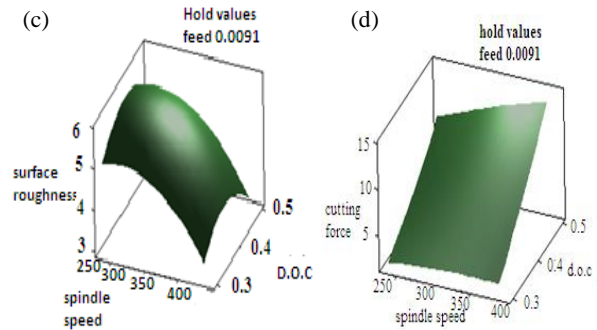 (c)
Hold values
feed 0.0091
6
5
4
3
surface
roughness
250
300
350
400
spindle
speed
0.5
0.4
0.3
D.O.C
(d)
hold values
feed 0.0091
15
10
5
cutting
force
250
300
350
400
spindle speed
0.5
0.4
0.3
d.o.c